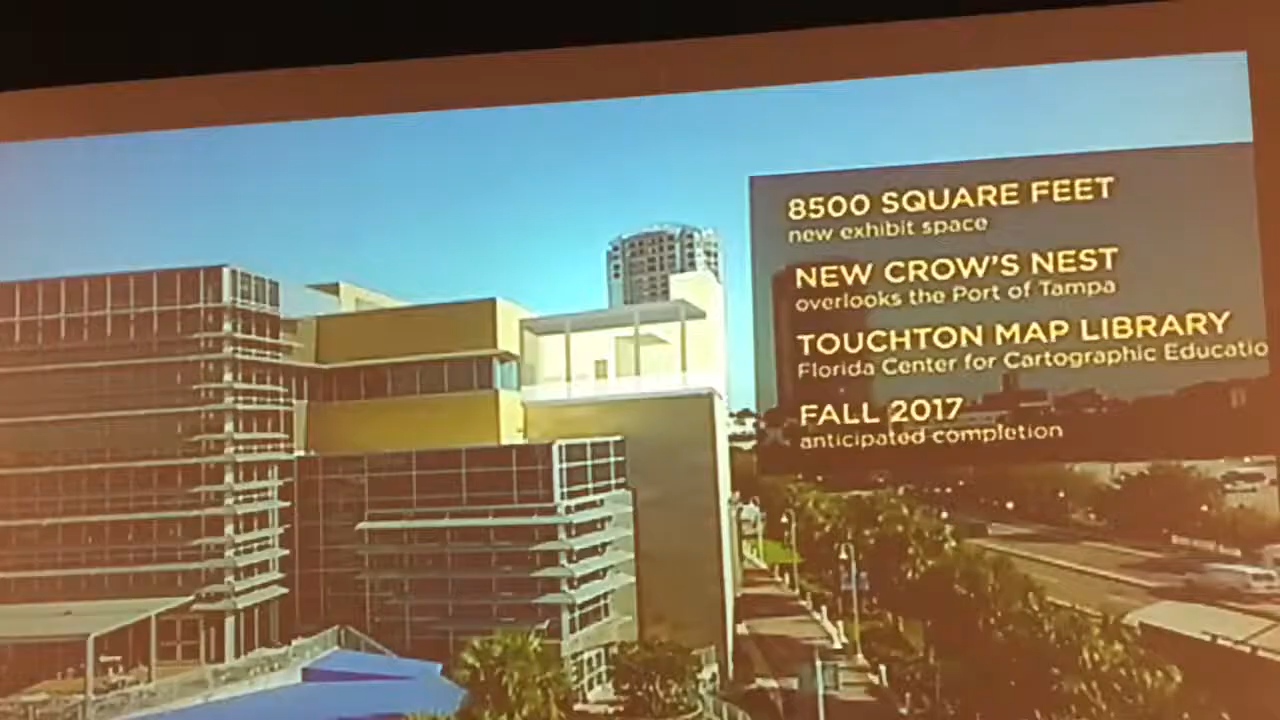 8500 SQUARE FEET
new exhibit space
NEW CROW'S NEST
overlooks the Port of Tampa
TOUCHTON MAP LIBRARY
Florida Center for Cartographic Educatio
FALL 2017
anticipated completion